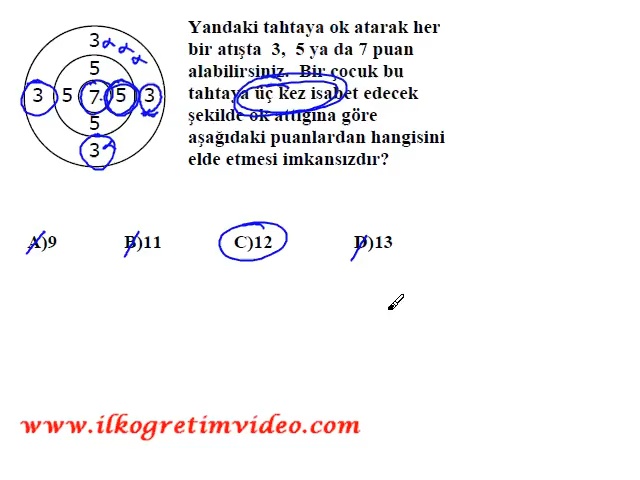 Yandaki tahtaya ok atarak her
bir atışta 3, 5 ya da 7 puan
alabilirsiniz. Bir çocuk bu
tahtaya üç kez isabet edecek
şekilde ok attığına göre
aşağıdaki puanlardan hangisini
elde etmesi imkansızdır?
3
5
3 5 7 5 3
5
3
A)9 B)11 C)12 D)13
www.ilkogretimvideo.com